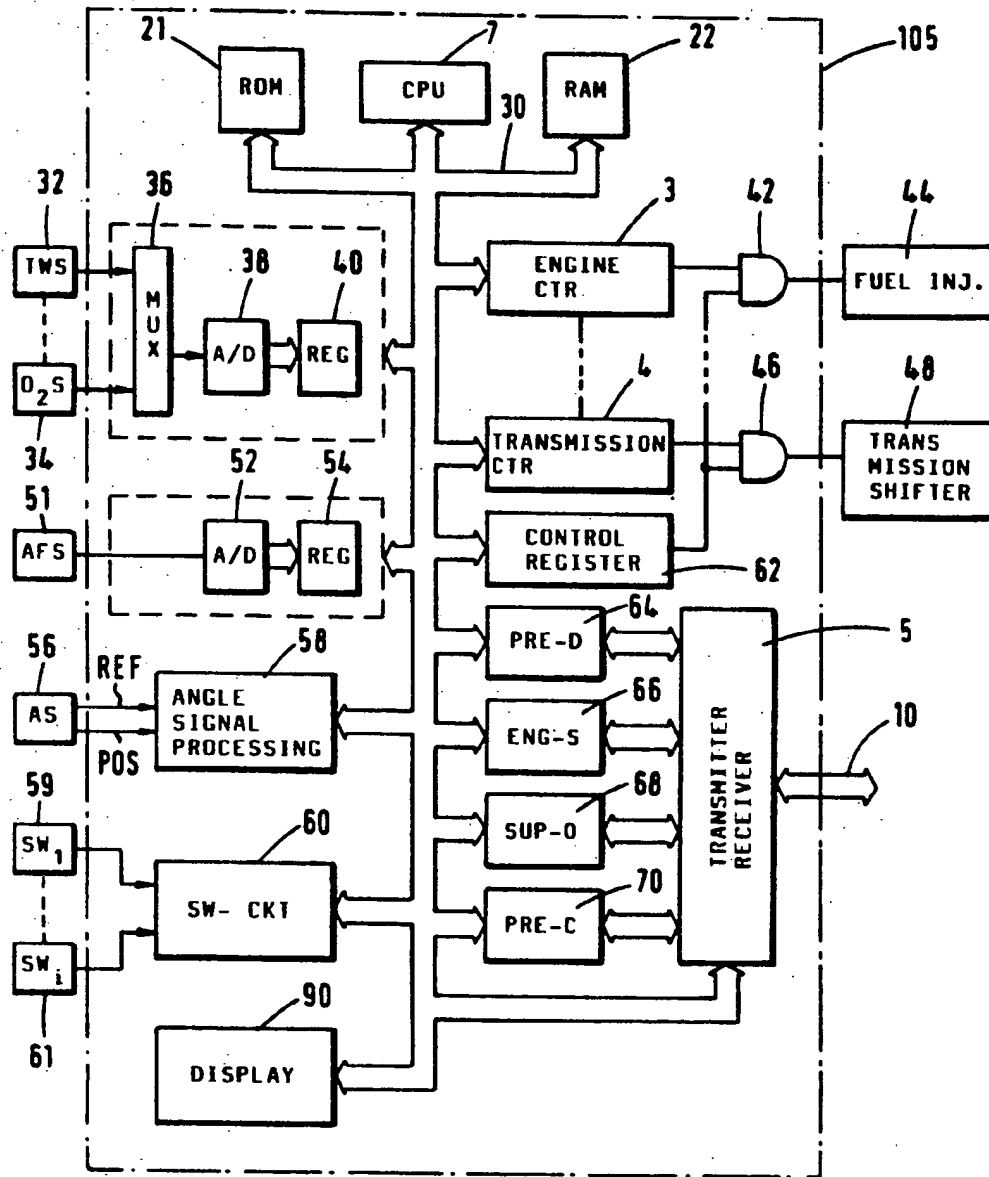 21
7
22
105
ROM
CPU
RAM
30
32
36
3
42
44
TWS
MUX
38
40
ENGINE
CTR
FUEL INJ.
A/D
REG
O2S
34
4
46
48
TRANSMISSION
CTR
TRANS
MISSION
SHIFTER
51
52
54
AFS
A/D
REG
CONTROL
REGISTER
62
64
5
56
REF
58
PRE-D
AS
ANGLE
SIGNAL
PROCESSING
POS
66
ENG-S
10
TRANSMITTER
RECEIVER
59
60
68
SW1
SW- CKT
SUP-O
70
PRE-C
SWi
61
90
DISPLAY